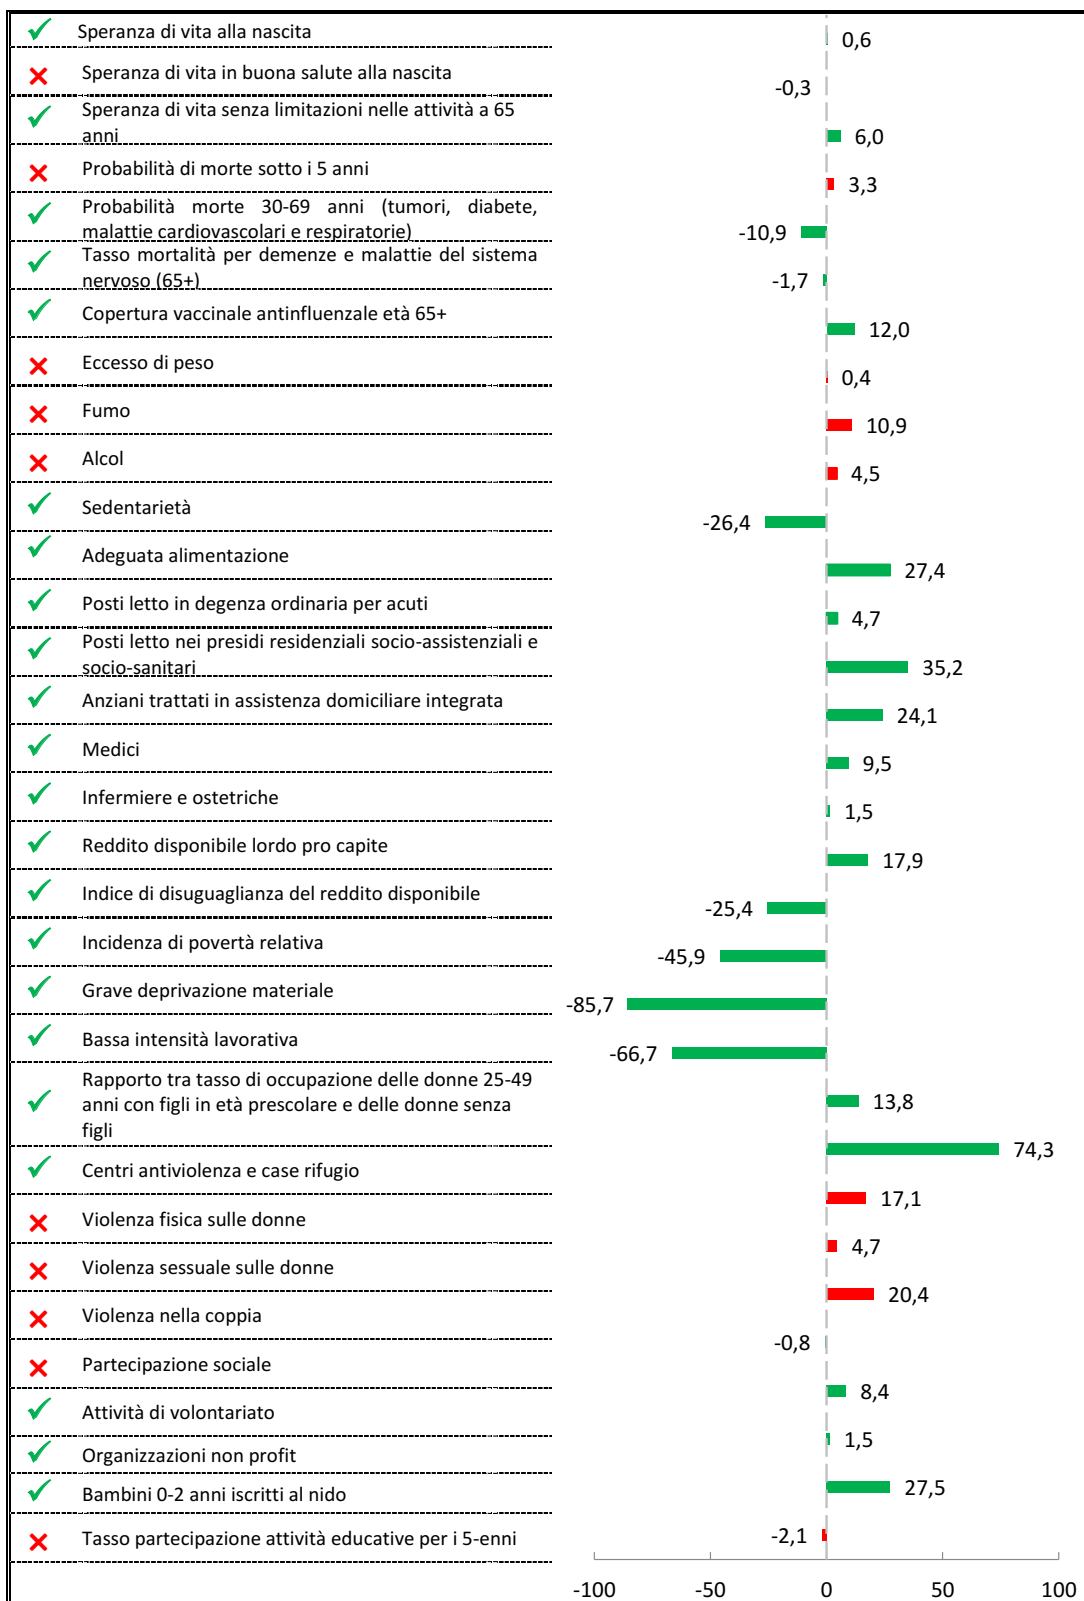 Speranza di vita alla nascita
0,6
Speranza di vita in buona salute alla nascita
-0,3
Speranza di vita senza limitazioni nelle attività a 65
anni
6,0
Probabilità di morte sotto i 5 anni
3,3
Probabilità morte 30-69 anni (tumori, diabete,
malattie cardiovascolari e respiratorie)
-10,9
Tasso mortalità per demenze e malattie del sistema
nervoso (65+)
-1,7
Copertura vaccinale antinfluenzale età 65+
12,0
Eccesso di peso
0,4
Fumo
10,9
Alcol
4,5
Sedentarietà
-26,4
Adeguata alimentazione
27,4
Posti letto in degenza ordinaria per acuti
4,7
Posti letto nei presidi residenziali socio-assistenziali e
socio-sanitari
35,2
Anziani trattati in assistenza domiciliare integrata
24,1
Medici
9,5
Infermiere e ostetriche
1,5
Reddito disponibile lordo pro capite
17,9
Indice di disuguaglianza del reddito disponibile
-25,4
Incidenza di povertà relativa
-45,9
Grave deprivazione materiale
-85,7
Bassa intensità lavorativa
-66,7
Rapporto tra tasso di occupazione delle donne 25-49
anni con figli in età prescolare e delle donne senza
figli
13,8
Centri antiviolenza e case rifugio
74,3
Violenza fisica sulle donne
17,1
Violenza sessuale sulle donne
4,7
Violenza nella coppia
20,4
Partecipazione sociale
-0,8
Attività di volontariato
8,4
Organizzazioni non profit
1,5
Bambini 0-2 anni iscritti al nido
27,5
Tasso partecipazione attività educative per i 5-enni
-2,1
-100
-50
0
50
100